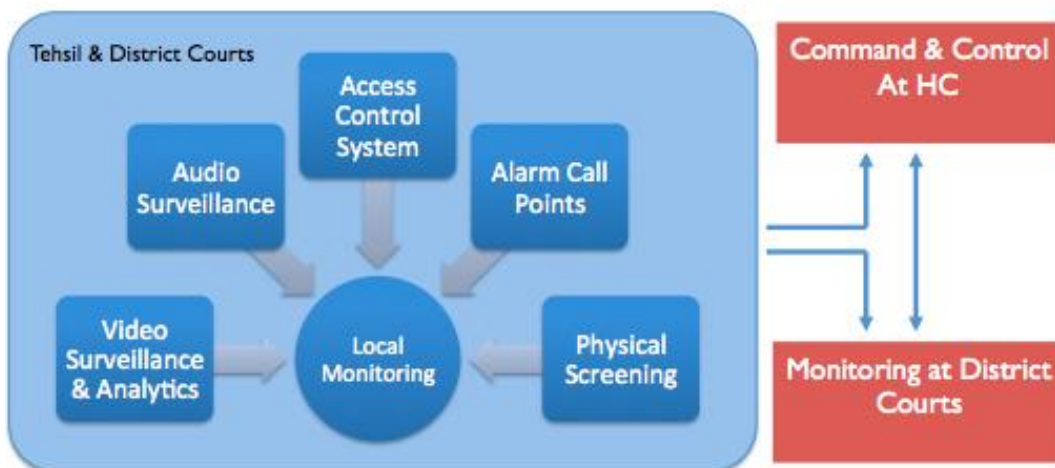 Tehsil & District Courts
Access
Control
System
Audio
Surveillance
Alarm Call
Points
Video
Surveillance
& Analytics
Local
Monitoring
Physical
Screening
Command & Control
At HC
Monitoring at District
Courts